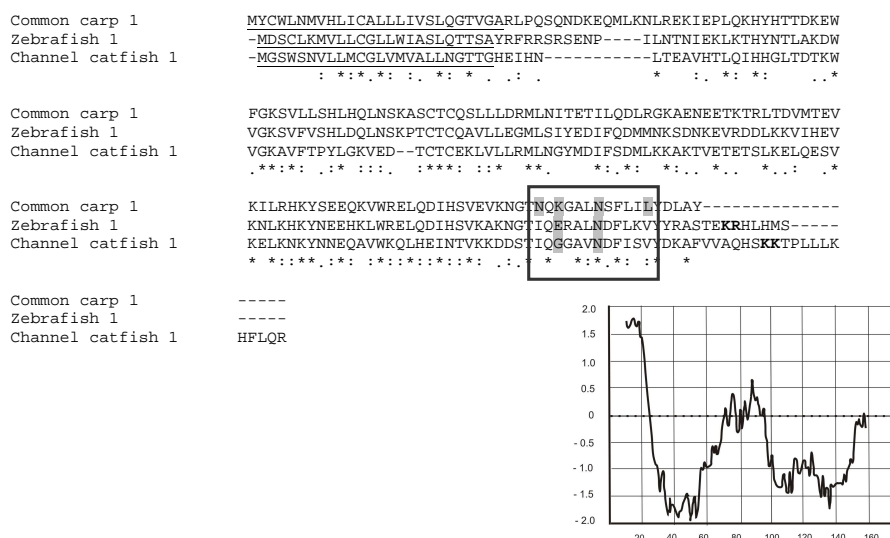 Common carp 1 MYCWLNMVHLICALLLIVSLQGTVGARLPQSQNDKEQMLKNLREKIEPLQKHYHTTDKEW
Zebrafish 1 -MDSCLKMVLLCGLLWIASLQTTSAYRFRRSRSENP----ILNTNIEKLKTHYNTLAKDW
Channel catfish 1 -MGSWSNVLLMCGLVMVALLNGTTGHEIHN-----------LTEAVHTLQIHHGLTDTKW
: *:*.*: *. *: * . :. * .: *: *: ..*
Common carp 1 FGKSVLLSHLHQLNSKASCTCQSLLLDRMLNITETILQDLRGKAENEETKTRLTDVMTEV
Zebrafish 1 VGKSVFVSHLDQLNSKPTCTCQAVLLEGMLSIYEDIFQDMMNKSDNKEVRDDLKKVIHEV
Channel catfish 1 VGKAVFTPYLGKVED--TCTCEKLVLLRMLNGYMDIFSDMLKKAKTVETETSLKELQESV
.**:*: .:* ::. :***: ::* **. *:.*: *:.. *.. *..: .*
Common carp 1 KILRHKYSEEQKVWRELQDIHSVEVKNGTNQKGALNSFLILYDLAY--------------
Zebrafish 1 KNLKHKYNEEHKLWRELQDIHSVKAKNGTIQERALNDFLKVYYRASTEKRHLHMS-----
Channel catfish 1 KELKNKYNNEQAVWKQLHEINTVKKDDSTIQGGAVNDFISVYDKAFVVAQHSKKTPLLLK
* *::**.:*: :*::*::*::*: .:.* * *:*.*: :* *
Common carp 1 -----
Zebrafish 1 -----
Channel catfish 1 HFLQR
2.0
1.5
1.0
0.5
0
- 0.5
- 1.0
- 1.5
- 2.0
20 40 60 80 100 120 140 160